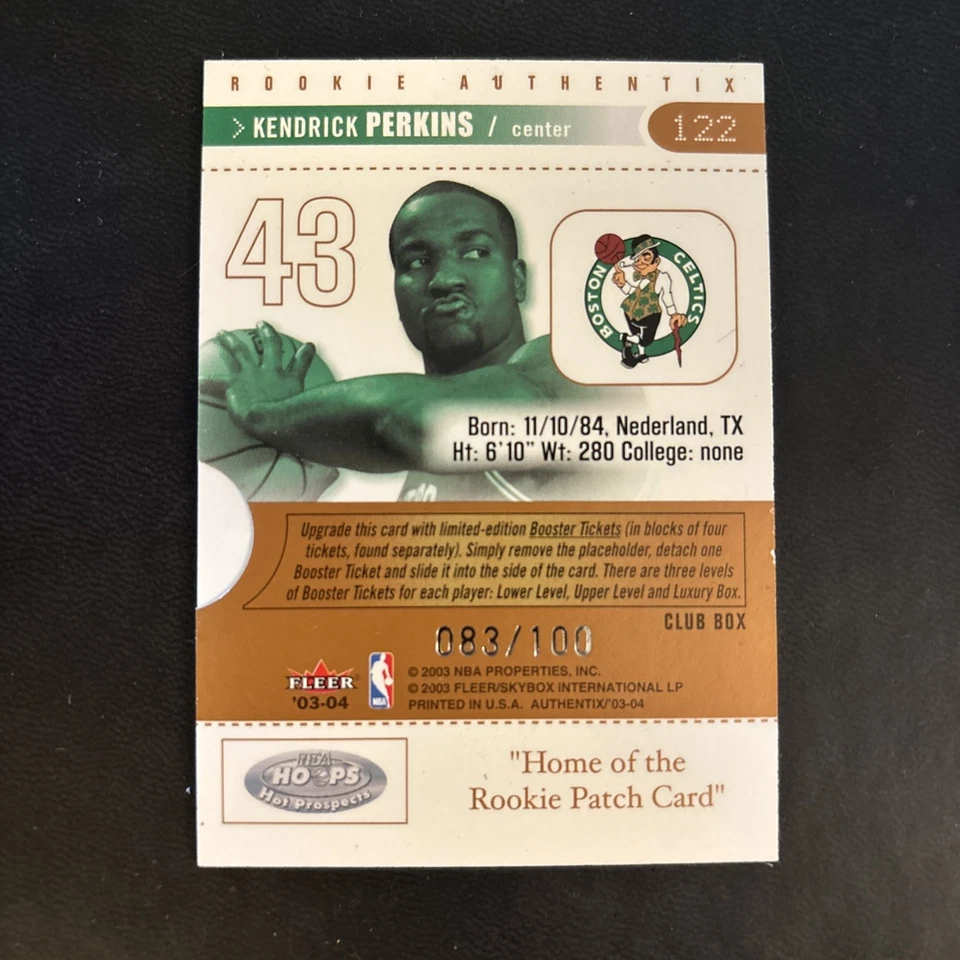 ROOKIE AUTHENTIX
> KENDRICK PERKINS / center
122
43
BOSTON CELTICS
Born: 11/10/84, Nederland, TX
Ht: 6'10" Wt: 280 College: none
Upgrade this card with limited-edition Booster Tickets (in blocks of four
tickets, found separately). Simply remove the placeholder, detach one
Booster Ticket and slide it into the side of the card. There are three levels
of Booster Tickets for each player: Lower Level, Upper Level and Luxury Box.
CLUB BOX
083/100
FLEER
'03-04
NBA
© 2003 NBA PROPERTIES, INC.
© 2003 FLEER/SKYBOX INTERNATIONAL LP
PRINTED IN U.S.A. AUTHENTIX/'03-04
NBA
HOOPS
Hot Prospects
"Home of the
Rookie Patch Card"